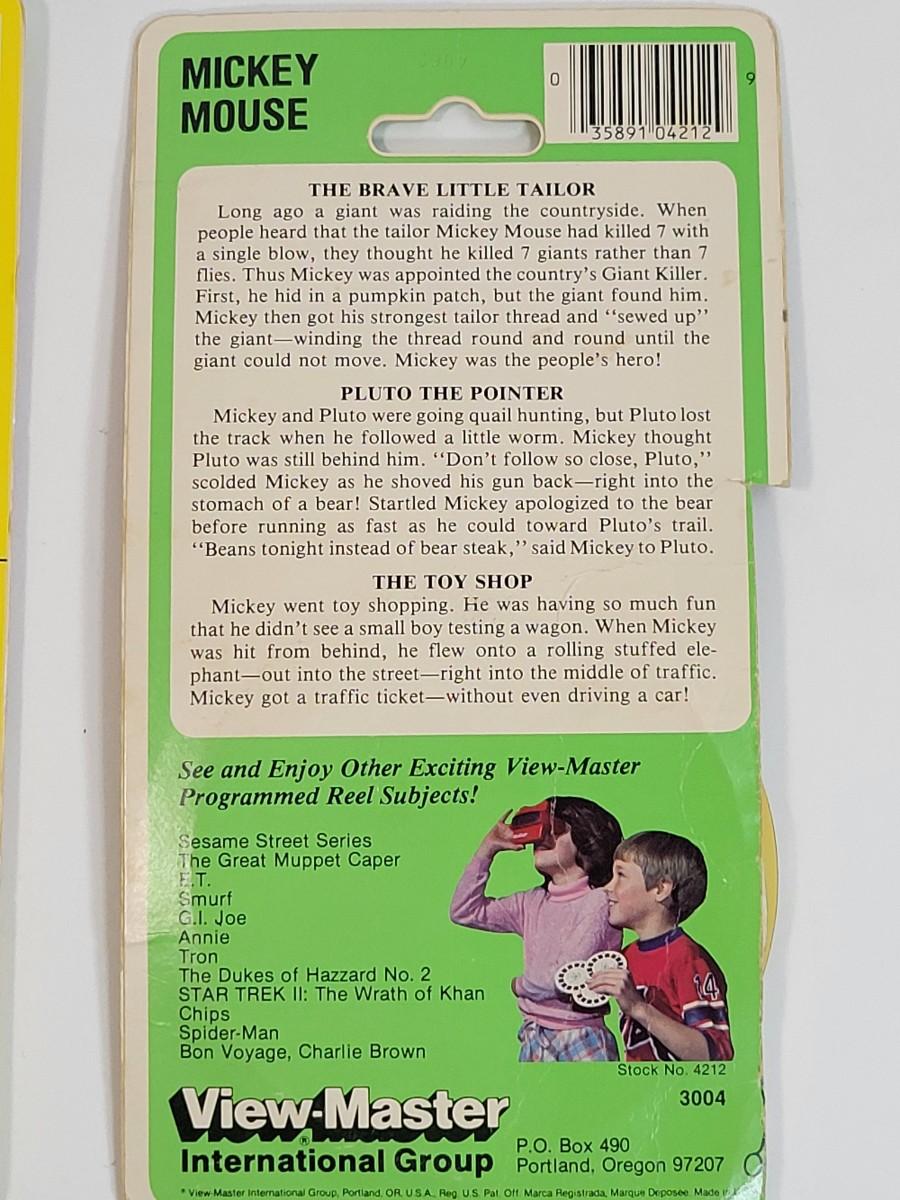 MICKEY
MOUSE
0 35891 04212 9
THE BRAVE LITTLE TAILOR
Long ago a giant was raiding the countryside. When
people heard that the tailor Mickey Mouse had killed 7 with
a single blow, they thought he killed 7 giants rather than 7
flies. Thus Mickey was appointed the country's Giant Killer.
First, he hid in a pumpkin patch, but the giant found him.
Mickey then got his strongest tailor thread and “sewed up”
the giant—winding the thread round and round until the
giant could not move. Mickey was the people's hero!
PLUTO THE POINTER
Mickey and Pluto were going quail hunting, but Pluto lost
the track when he followed a little worm. Mickey thought
Pluto was still behind him. “Don't follow so close, Pluto,”
scolded Mickey as he shoved his gun back—right into the
stomach of a bear! Startled Mickey apologized to the bear
before running as fast as he could toward Pluto's trail.
“Beans tonight instead of bear steak,” said Mickey to Pluto.
THE TOY SHOP
Mickey went toy shopping. He was having so much fun
that he didn't see a small boy testing a wagon. When Mickey
was hit from behind, he flew onto a rolling stuffed ele-
phant—out into the street—right into the middle of traffic.
Mickey got a traffic ticket—without even driving a car!
See and Enjoy Other Exciting View-Master
Programmed Reel Subjects!
Sesame Street Series
The Great Muppet Caper
E.T.
Smurf
G.I. Joe
Annie
Tron
The Dukes of Hazzard No. 2
STAR TREK II: The Wrath of Khan
Chips
Spider-Man
Bon Voyage, Charlie Brown
14
Stock No. 4212
3004
View-Master
®
International Group
P.O. Box 490
Portland, Oregon 97207
* View-Master International Group, Portland, OR, U.S.A., Reg. U.S. Pat. Off. Marca Registrada, Marque Deposee. Made